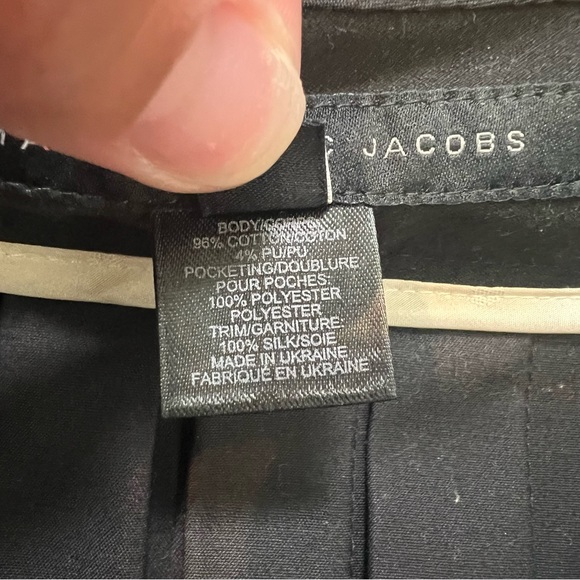 JACOBS
BODY/CORPS:
96% COTTON/COTON
4% PU/PU
POCKETING/DOUBLURE
POUR POCHES:
100% POLYESTER
POLYESTER
TRIM/GARNITURE:
100% SILK/SOIE
MADE IN UKRAINE
FABRIQUE EN UKRAINE